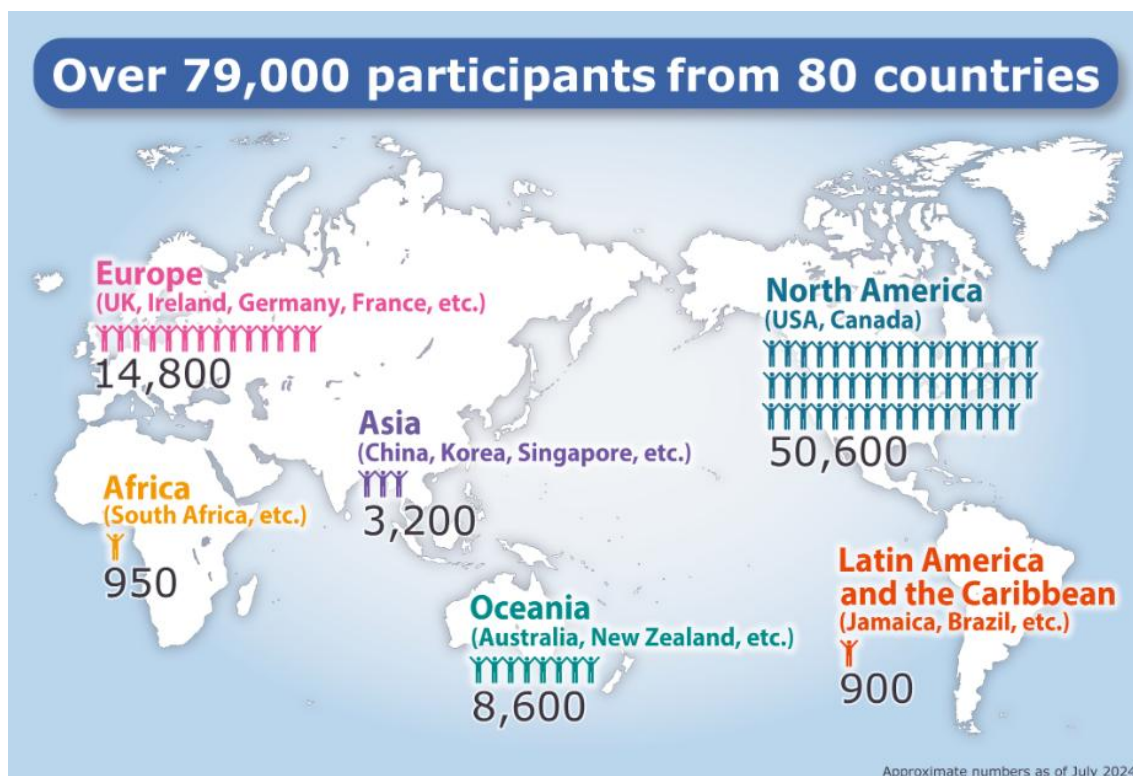 Over 79,000 participants from 80 countries
Europe
(UK, Ireland, Germany, France, etc.)
14,800
North America
(USA, Canada)
50,600
Asia
(China, Korea, Singapore, etc.)
3,200
Africa
(South Africa, etc.)
950
Oceania
(Australia, New Zealand, etc.)
8,600
Latin America
and the Caribbean
(Jamaica, Brazil, etc.)
900
Approximate numbers as of July 2024